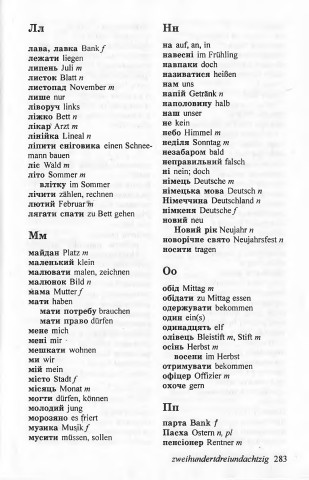 Лл
лава, лавка Bank f
лежати liegen
липень Juli m
листок Blatt n
листопад November m
лише nur
ліворуч links
ліжко Bett n
лікар Arzt m
лінійка Lineal n
ліпити сніговика einen Schnee-
mann bauen
ліс Wald m
літо Sommer m
влітку im Sommer
лічити zählen, rechnen
лютий Februar m
лягати спати zu Bett gehen
Мм
майдан Platz m
маленький klein
малювати malen, zeichnen
малюнок Bild n
мама Mutter f
мати haben
мати потребу brauchen
мати право dürfen
мене mich
мені mir
мешкати wohnen
ми wir
мій mein
місто Stadt f
місяць Monat m
могти dürfen, können
молодий jung
морозяно es friert
музика Musik f
мусити müssen, sollen
Нн
на auf, an, in
навесні im Frühling
навпаки doch
називатися heißen
нам uns
напій Getränk n
наполовину halb
наш unser
не kein
небо Himmel m
неділя Sonntag m
незабаром bald
неправильний falsch
ні nein; doch
німець Deutsche m
німецька мова Deutsch n
Німеччина Deutschland n
німкеня Deutsche f
новий neu
Новий рік Neujahr n
новорічне свято Neujahrsfest n
носити tragen
Оо
обід Mittag m
обідати zu Mittag essen
одержувати bekommen
один ein(s)
одинадцять elf
олівець Bleistift m, Stift m
осінь Herbst m
восени im Herbst
отримувати bekommen
офіцер Offizier m
охоче gern
Пп
парта Bank f
Пасха Ostern n, pl
пенсіонер Rentner m
zweihundertdreiundachtzig 283